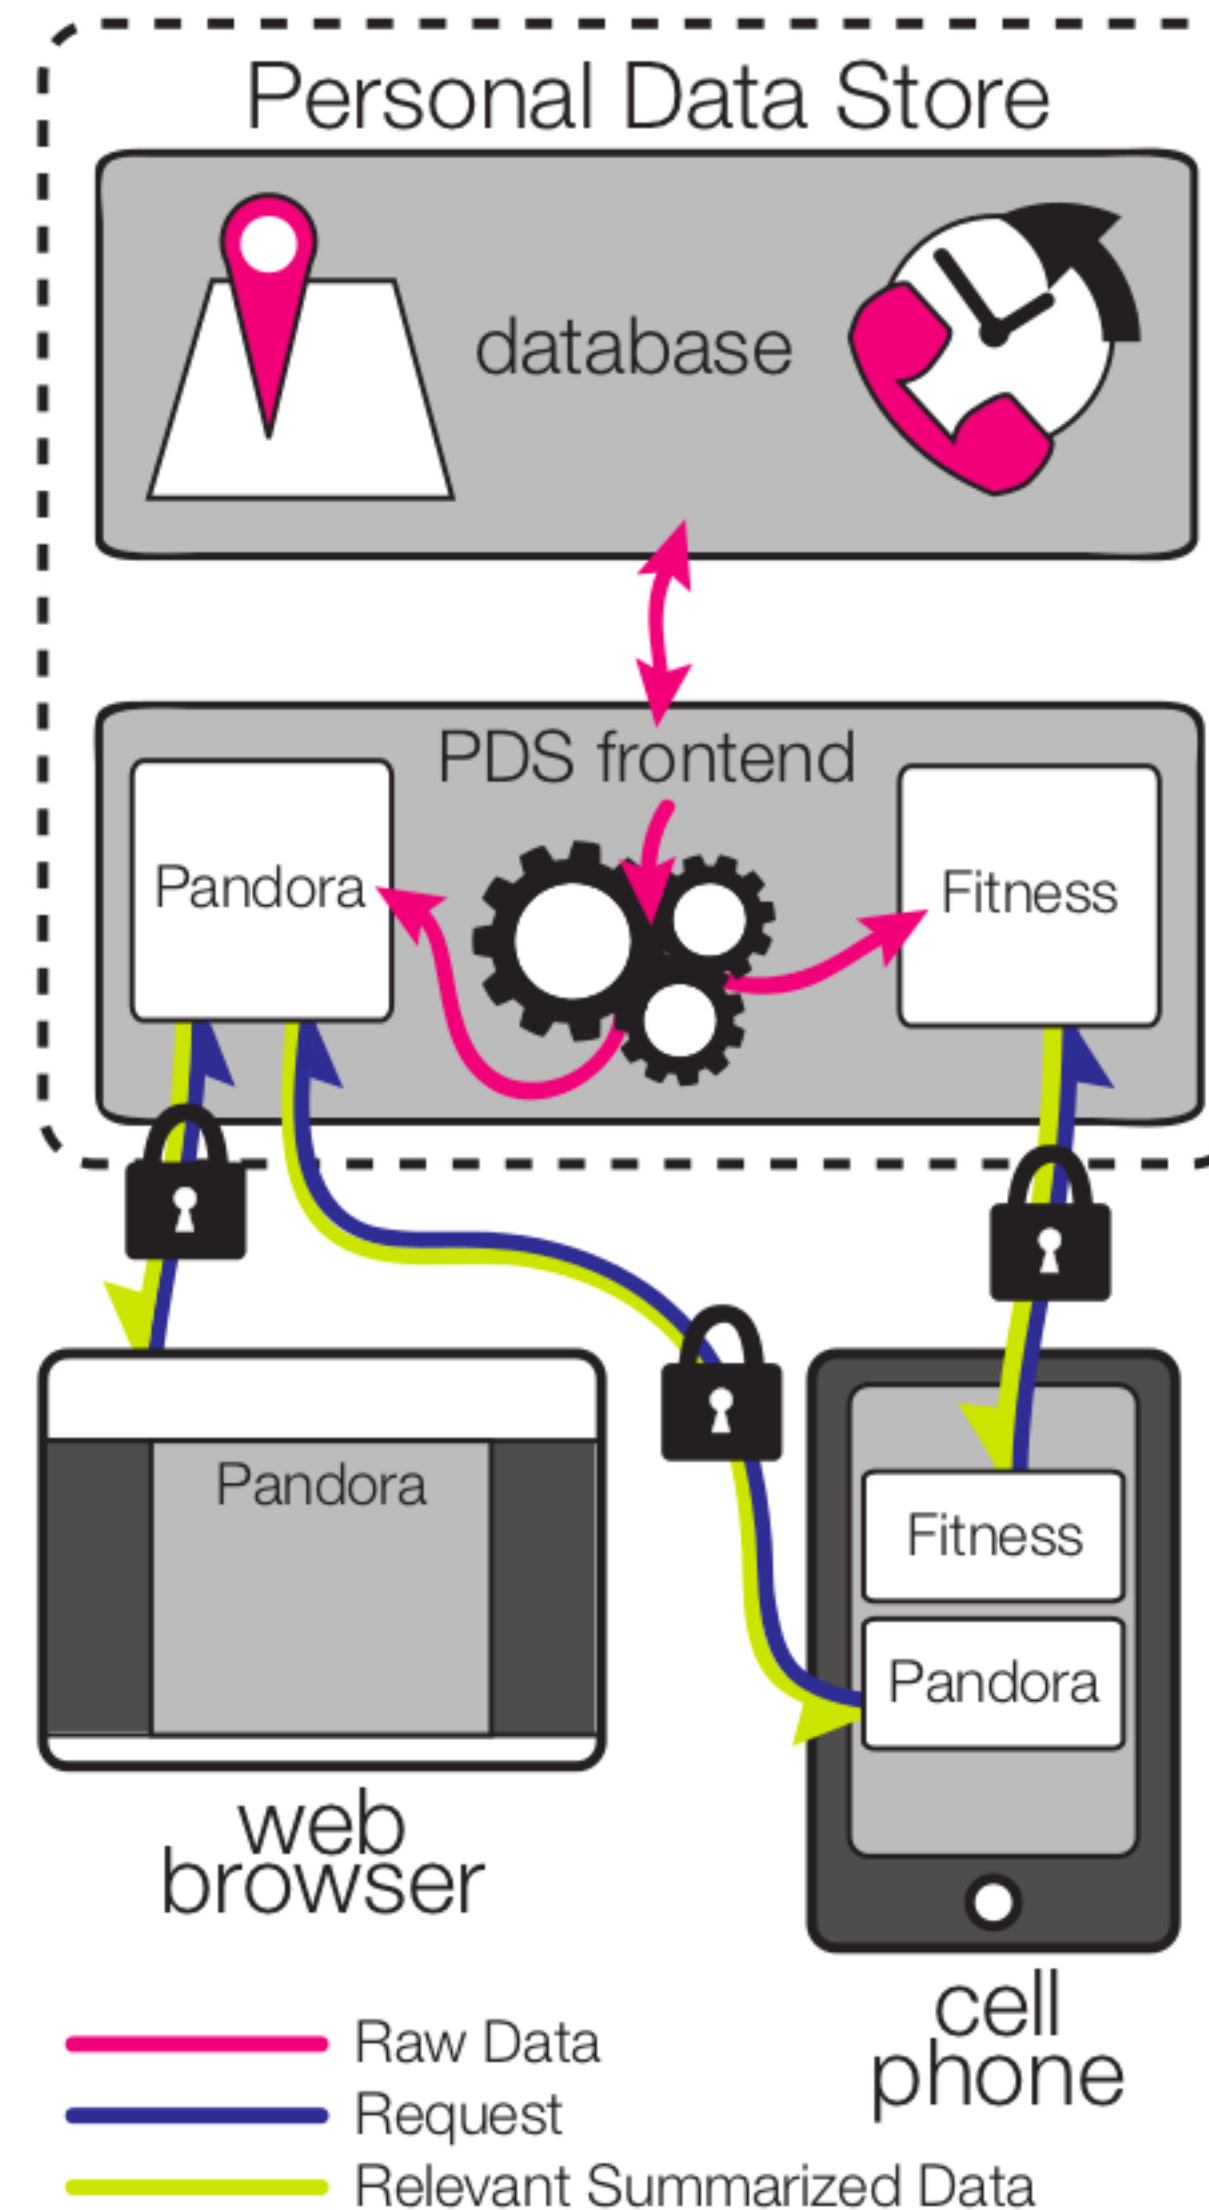 Personal Data Store
database
PDS frontend
Pandora
Fitness
Pandora
Fitness
Pandora
web
browser
cell
phone
Raw Data
Request
Relevant Summarized Data